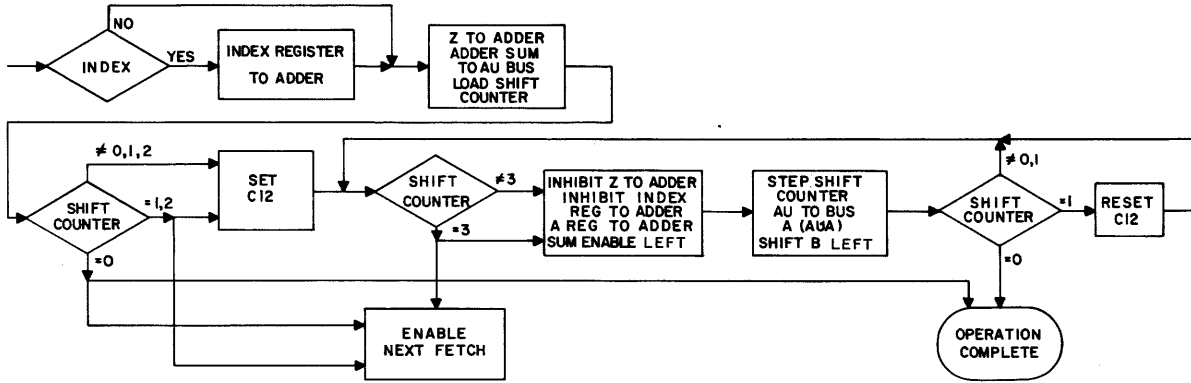 NO
INDEX
YES
INDEX REGISTER
TO ADDER
Z TO ADDER
ADDER SUM
TO AU BUS
LOAD SHIFT
COUNTER
≠ 0,1,2
SHIFT
COUNTER
=1,2
=0
SET
C12
SHIFT
COUNTER
≠3
=3
INHIBIT Z TO ADDER
INHIBIT INDEX
REG TO ADDER
A REG TO ADDER
SUM ENABLE LEFT
STEP SHIFT
COUNTER
AU TO BUS
A (AUA)
SHIFT B LEFT
≠0,1
SHIFT
COUNTER
=1
=0
RESET
C12
ENABLE
NEXT FETCH
OPERATION
COMPLETE